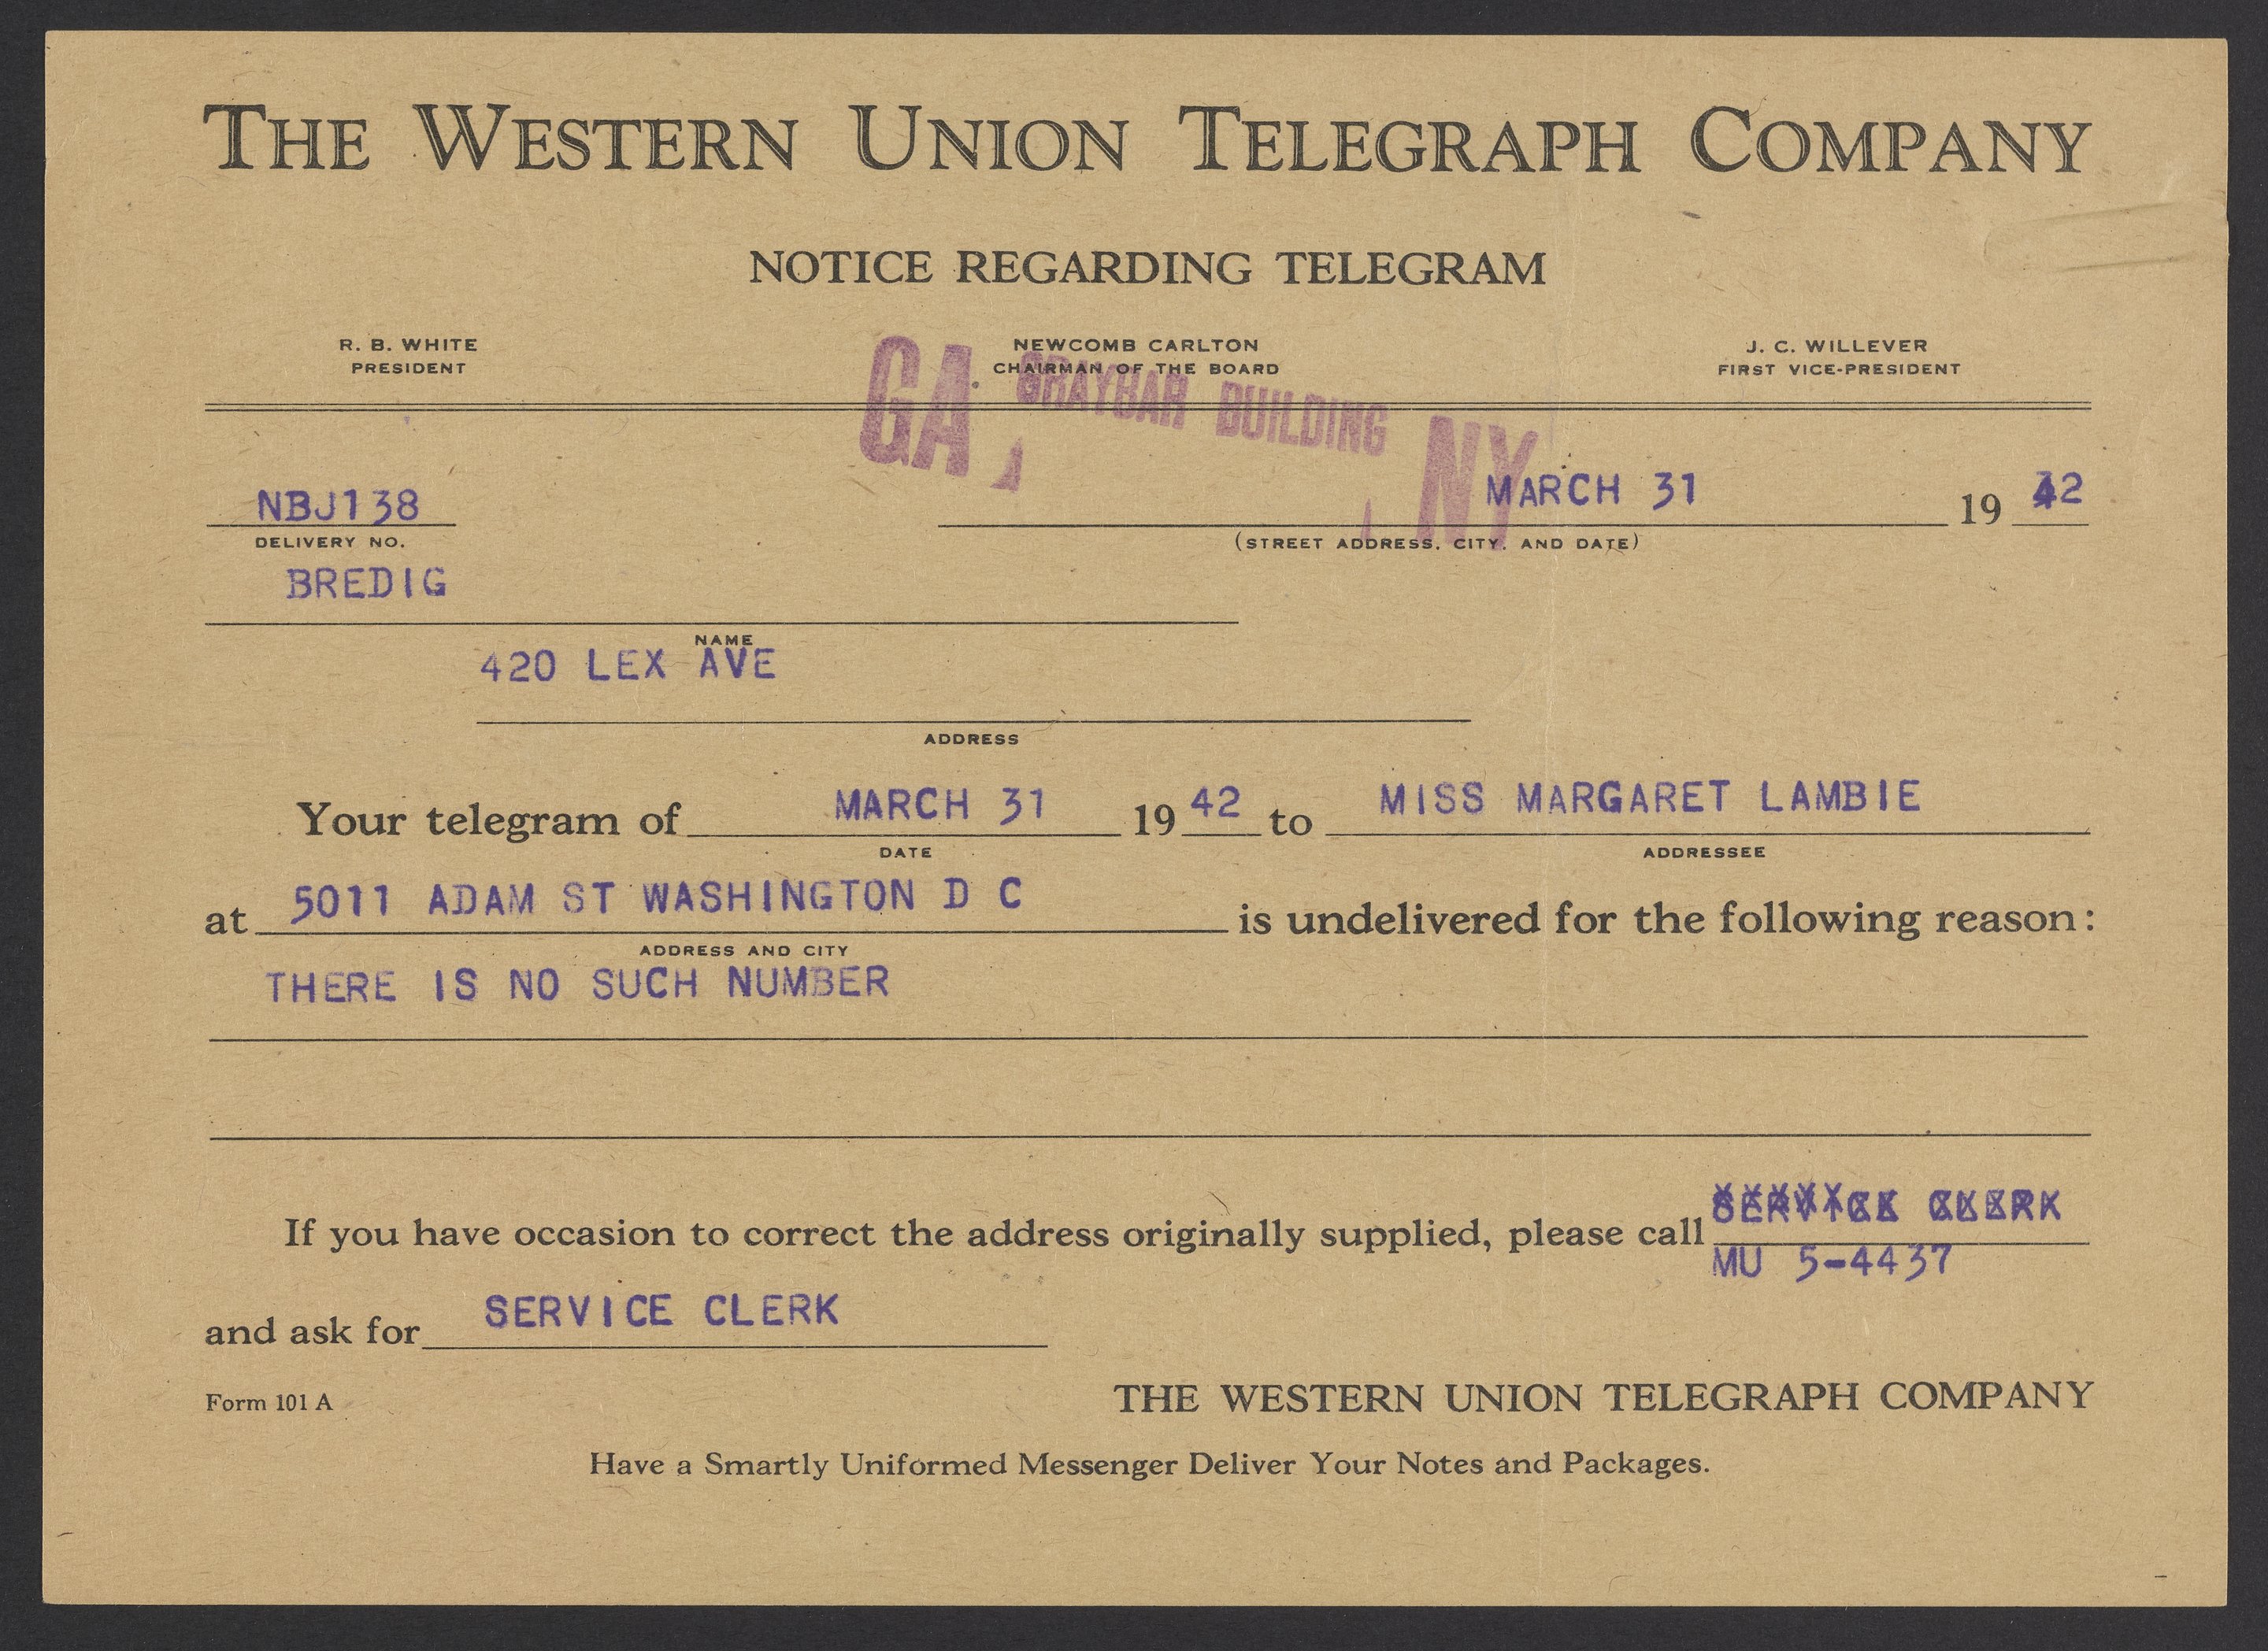 THE WESTERN UNION TELEGRAPH COMPANY
NOTICE REGARDING TELEGRAM
R. B. WHITE
PRESIDENT
NEWCOMB CARLTON
CHAIRMAN OF THE BOARD
J. C. WILLEVER
FIRST VICE-PRESIDENT
GA GRAYBAR BUILDING NY
NBJ138 MARCH 31 1942
DELIVERY NO. (STREET ADDRESS, CITY, AND DATE)
BREDIG
NAME
420 LEX AVE
ADDRESS
Your telegram of MARCH 31 1942 to MISS MARGARET LAMBIE
DATE ADDRESSEE
at 5011 ADAM ST WASHINGTON D C is undelivered for the following reason:
ADDRESS AND CITY
THERE IS NO SUCH NUMBER
If you have occasion to correct the address originally supplied, please call SERVICE CLERK
MU 5-4437
and ask for SERVICE CLERK
Form 101 A THE WESTERN UNION TELEGRAPH COMPANY
Have a Smartly Uniformed Messenger Deliver Your Notes and Packages.